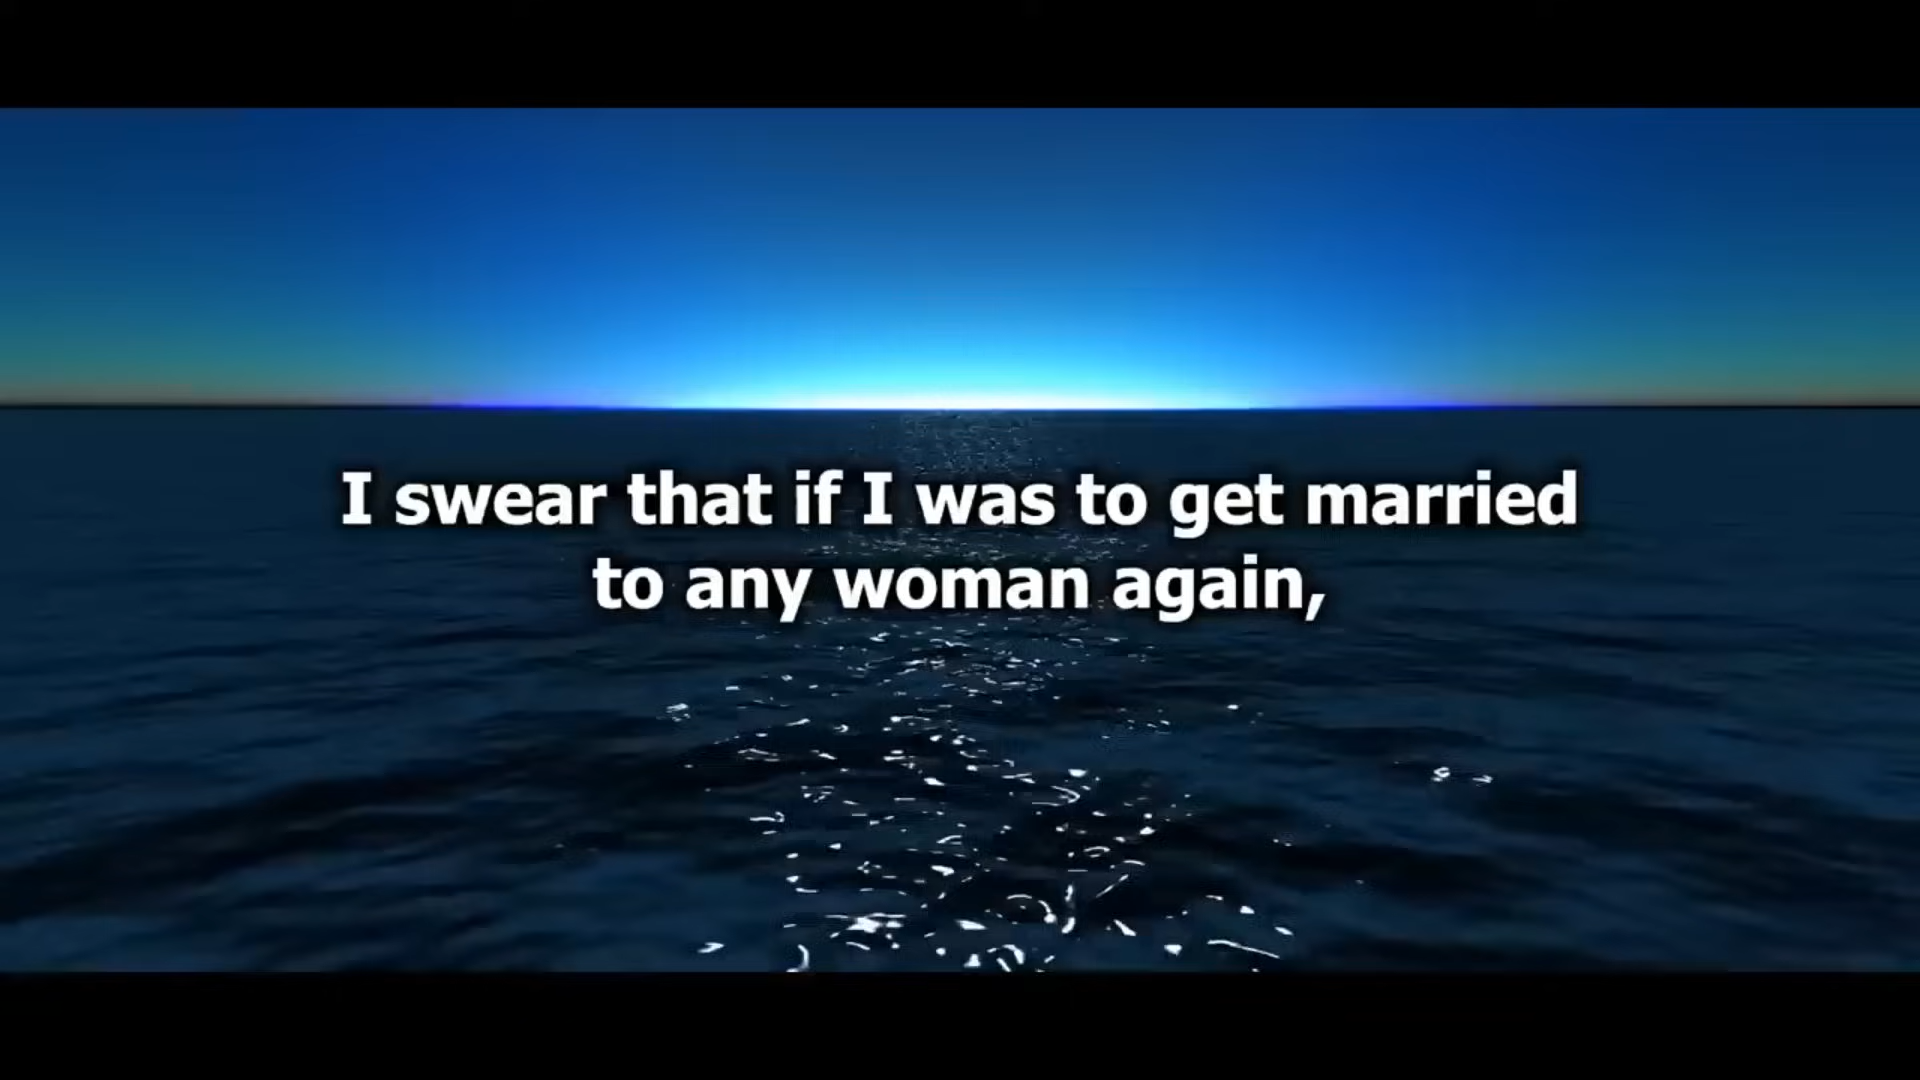 I swear that if I was to get married
to any woman again,